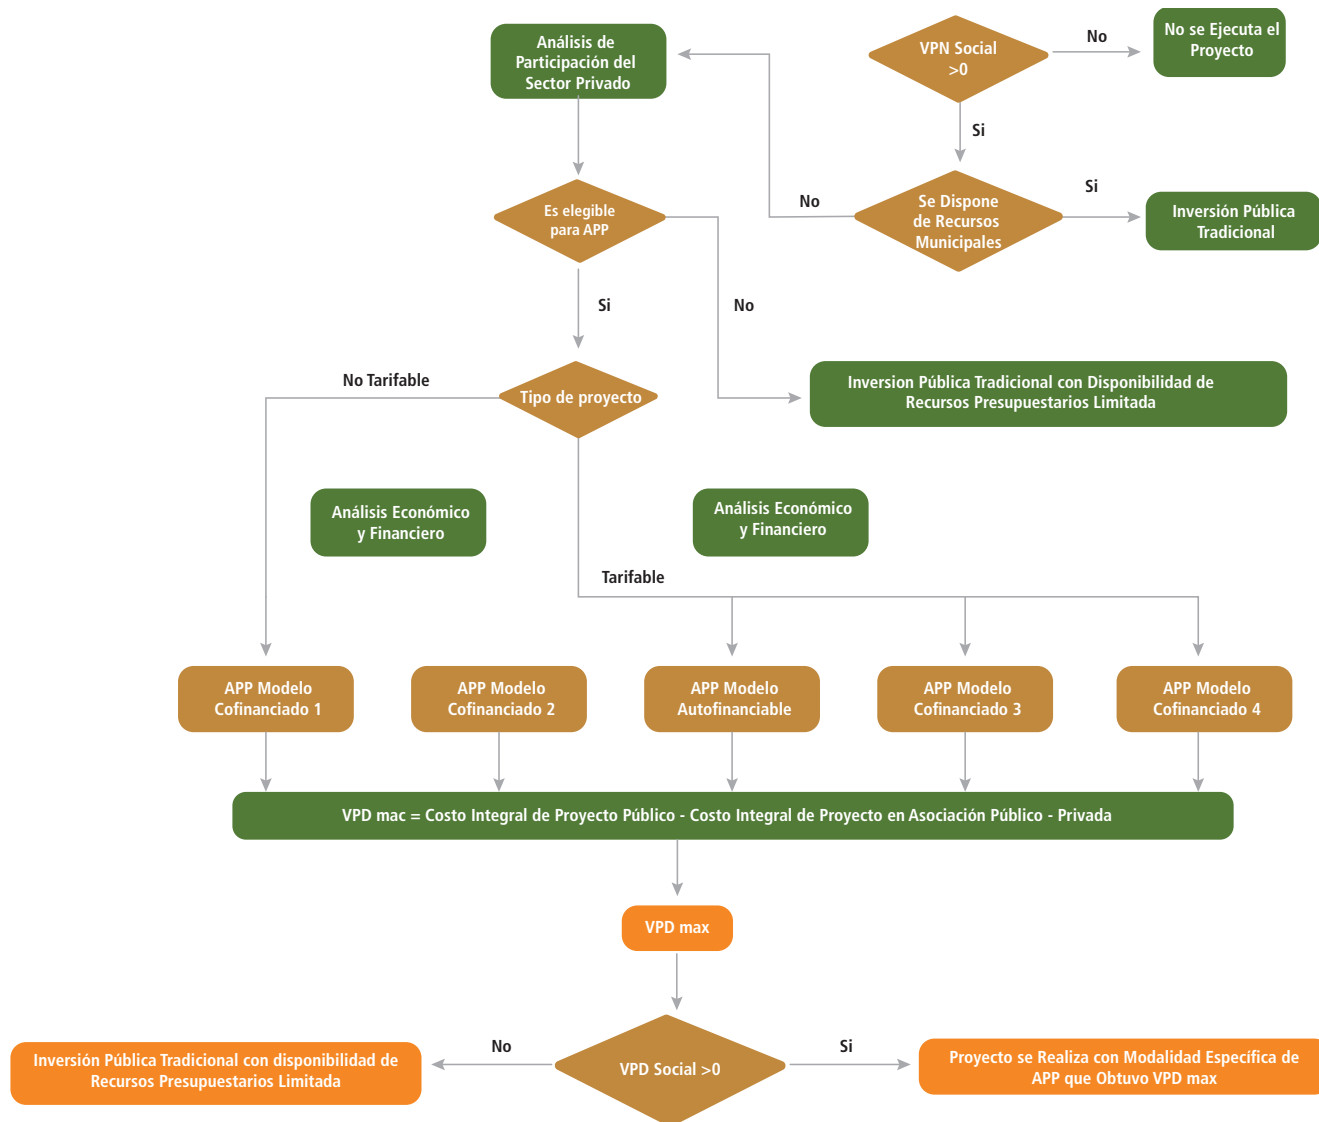 VPN Social
>0
No
No se Ejecuta el
Proyecto
Si
Se Dispone
de Recursos
Municipales
Si
Inversión Pública
Tradicional
No
Análisis de
Participación del
Sector Privado
Es elegible
para APP
Si
No
Inversion Pública Tradicional con Disponibilidad de
Recursos Presupuestarios Limitada
Tipo de proyecto
No Tarifable
Análisis Económico
y Financiero
Análisis Económico
y Financiero
Tarifable
APP Modelo
Cofinanciado 1
APP Modelo
Cofinanciado 2
APP Modelo
Autofinanciable
APP Modelo
Cofinanciado 3
APP Modelo
Cofinanciado 4
VPD mac = Costo Integral de Proyecto Público - Costo Integral de Proyecto en Asociación Público - Privada
VPD max
VPD Social >0
No
Inversión Pública Tradicional con disponibilidad de
Recursos Presupuestarios Limitada
Si
Proyecto se Realiza con Modalidad Específica de
APP que Obtuvo VPD max